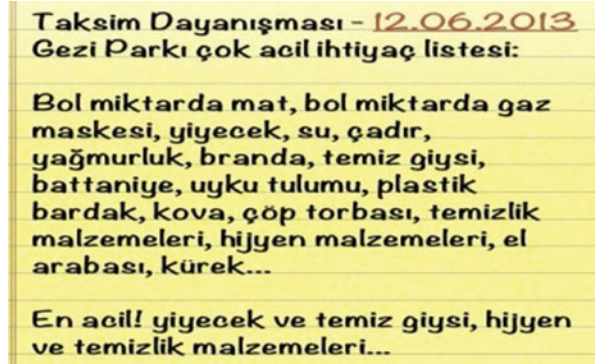 Taksim Dayanışması - 12.06.2013
Gezi Parkı çok acil ihtiyaç listesi:
Bol miktarda mat, bol miktarda gaz
maskesi, yiyecek, su, çadır,
yağmurluk, branda, temiz giysi,
battaniye, uyku tulumu, plastik
bardak, kova, çöp torbası, temizlik
malzemeleri, hijyen malzemeleri, el
arabası, kürek...
En acil! yiyecek ve temiz giysi, hijyen
ve temizlik malzemeleri...